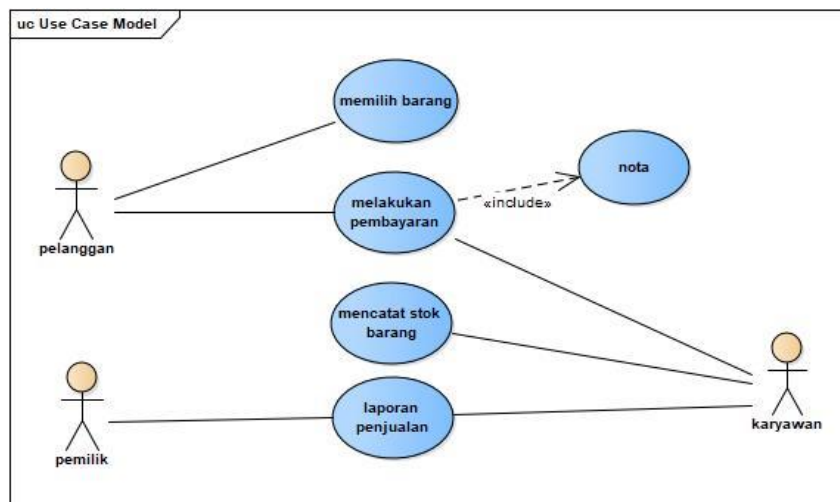 uc Use Case Model
memilih barang
nota
melakukan
pembayaran
«include»
pelanggan
mencatat stok
barang
laporan
penjualan
pemilik
karyawan